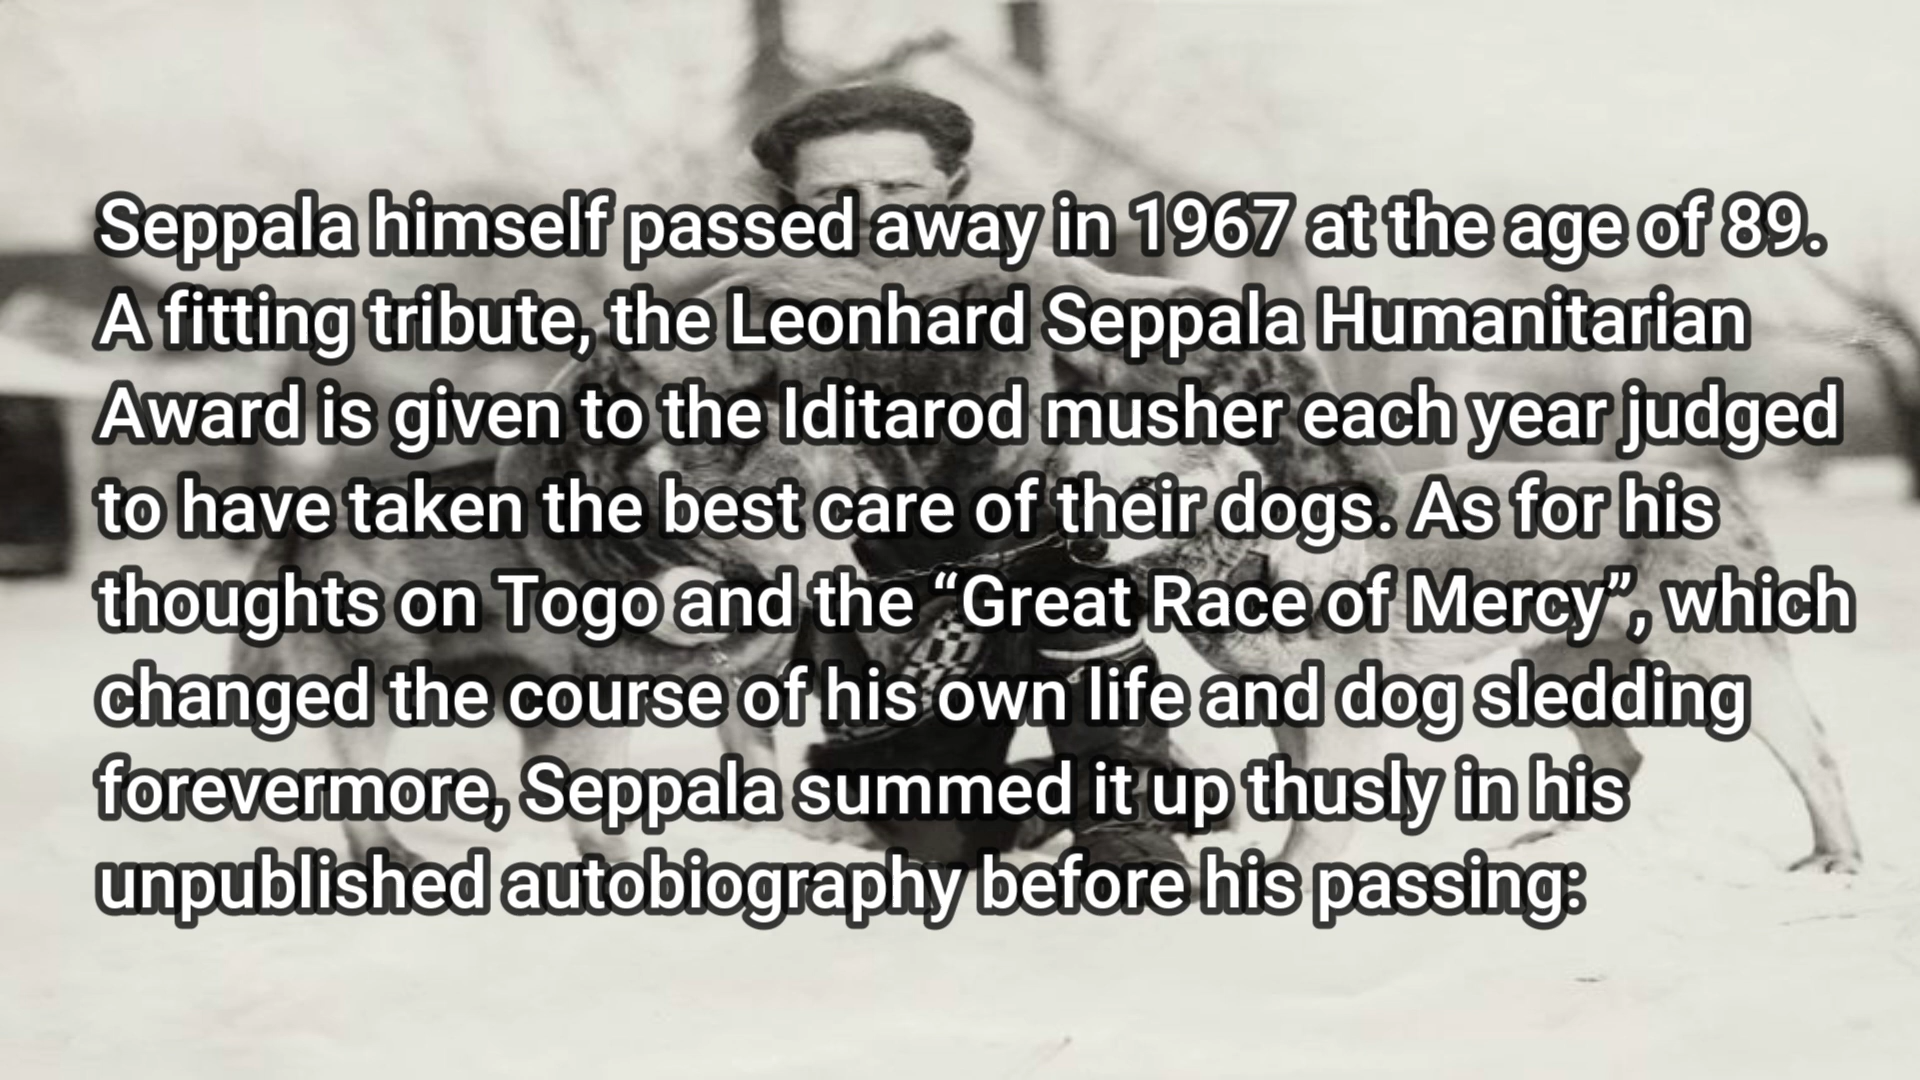 Seppala himself passed away in 1967 at the age of 89.
A fitting tribute, the Leonhard Seppala Humanitarian
Award is given to the Iditarod musher each year judged
to have taken the best care of their dogs. As for his
thoughts on Togo and the “Great Race of Mercy”, which
changed the course of his own life and dog sledding
forevermore, Seppala summed it up thusly in his
unpublished autobiography before his passing: